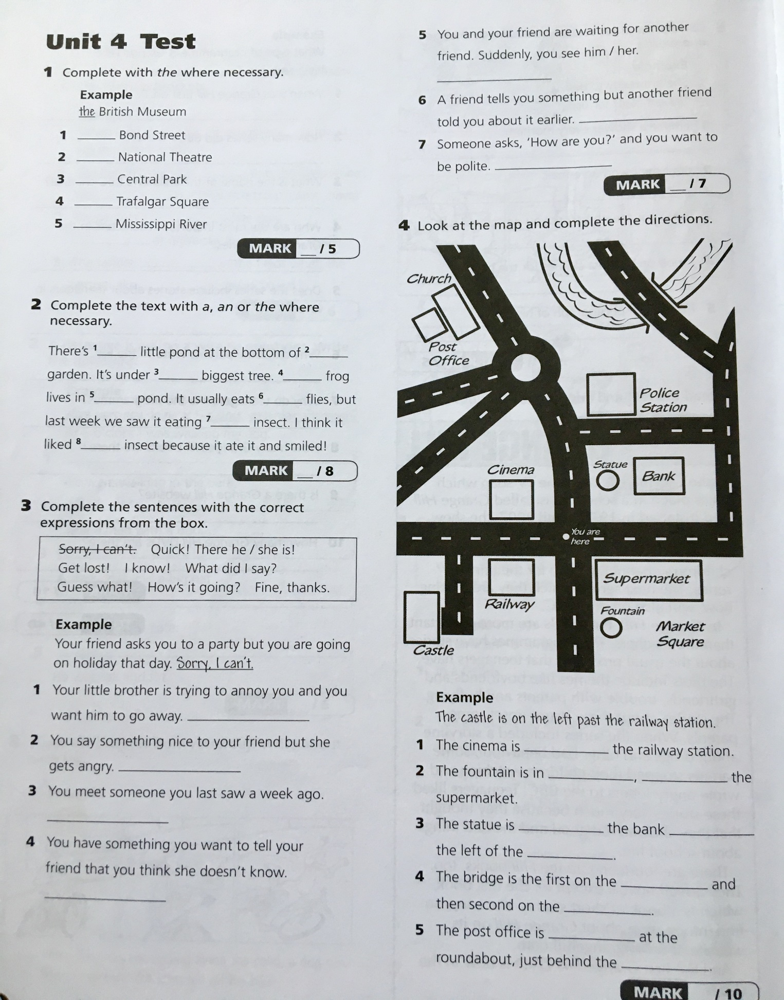 Unit 4 Test
1 Complete with the where necessary.
Example
the British Museum
1 ______ Bond Street
2 ______ National Theatre
3 ______ Central Park
4 ______ Trafalgar Square
5 ______ Mississippi River
MARK __ / 5
2 Complete the text with a, an or the where
necessary.
There's 1______ little pond at the bottom of 2______
garden. It's under 3______ biggest tree. 4______ frog
lives in 5______ pond. It usually eats 6______ flies, but
last week we saw it eating 7______ insect. I think it
liked 8______ insect because it ate it and smiled!
MARK __ / 8
3 Complete the sentences with the correct
expressions from the box.
Sorry, I can't. Quick! There he / she is!
Get lost! I know! What did I say?
Guess what! How's it going? Fine, thanks.
Example
Your friend asks you to a party but you are going
on holiday that day. Sorry, I can't.
1 Your little brother is trying to annoy you and you
want him to go away. ______
2 You say something nice to your friend but she
gets angry. ______
3 You meet someone you last saw a week ago.
______
4 You have something you want to tell your
friend that you think she doesn't know.
______
5 You and your friend are waiting for another
friend. Suddenly, you see him / her.
______
6 A friend tells you something but another friend
told you about it earlier. ______
7 Someone asks, 'How are you?' and you want to
be polite. ______
MARK __ / 7
4 Look at the map and complete the directions.
Church
Post
Office
Police
Station
Cinema
Statue
Bank
You are
here
Railway
Supermarket
Fountain
Market
Square
Castle
Example
The castle is on the left past the railway station.
1 The cinema is ______ the railway station.
2 The fountain is in ______, ______ the
supermarket.
3 The statue is ______ the bank ______
the left of the ______.
4 The bridge is the first on the ______ and
then second on the ______.
5 The post office is ______ at the
roundabout, just behind the ______.
MARK / 10